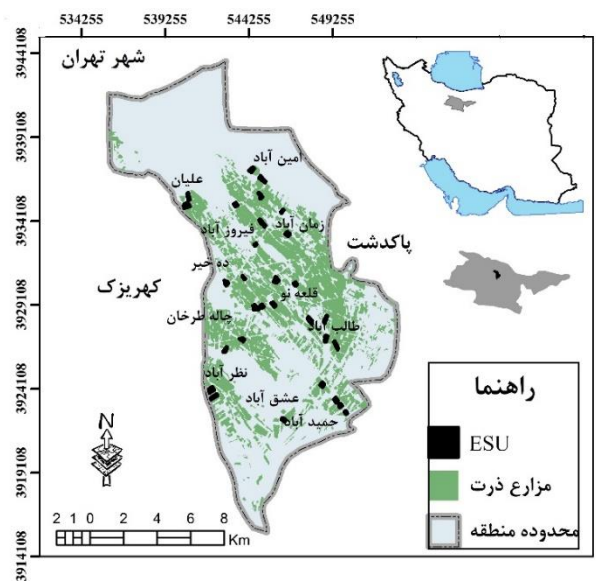 534255 539255 544255 549255
3944108
3939108
3934108
3929108
3924108
3919108
3914108
شهر تهران
امین آباد
علیان
زمان آباد
فیروز آباد
پاکدشت
ده خیر
کهریزک
قلعه نو
چاله طرخان
طالب آباد
نظر آباد
عشق آباد
حمید آباد
راهنما
ESU
مزارع ذرت
محدوده منطقه
N
2 1 0 2 4 6 8
Km